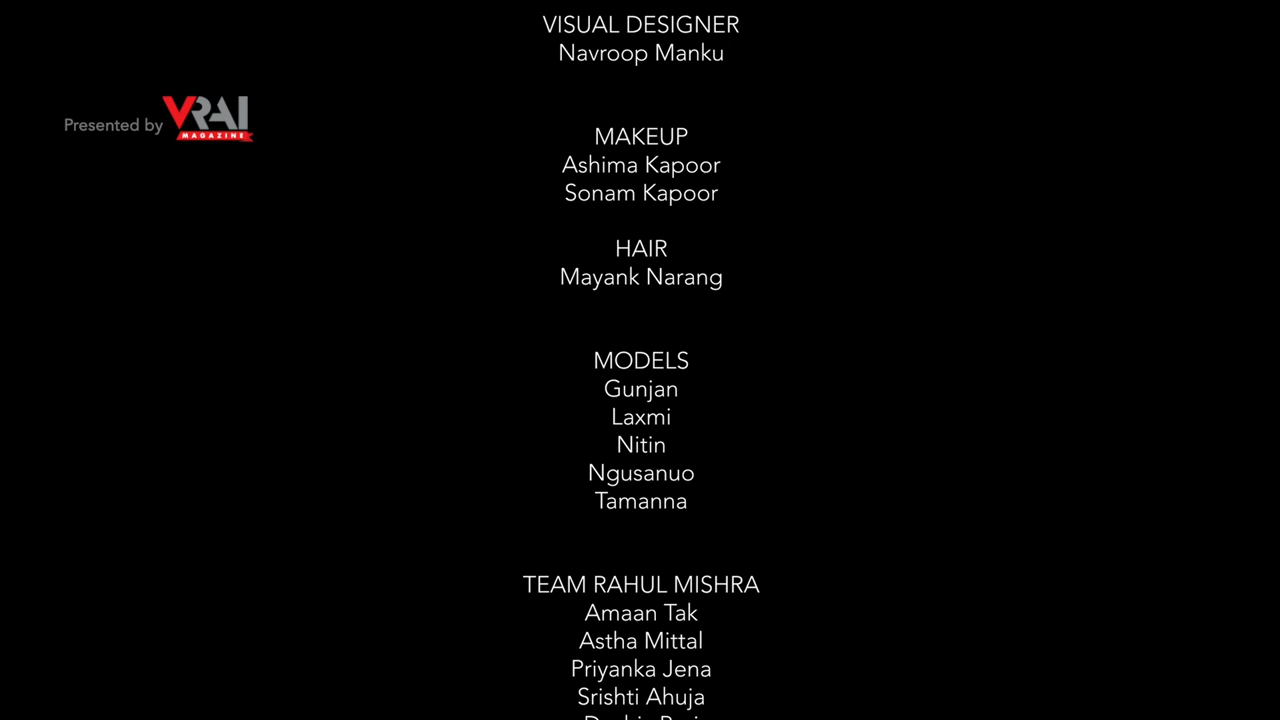 VISUAL DESIGNER
Navroop Manku
Presented by VRAI
MAGAZINE
MAKEUP
Ashima Kapoor
Sonam Kapoor
HAIR
Mayank Narang
MODELS
Gunjan
Laxmi
Nitin
Ngusanuo
Tamanna
TEAM RAHUL MISHRA
Amaan Tak
Astha Mittal
Priyanka Jena
Srishti Ahuja